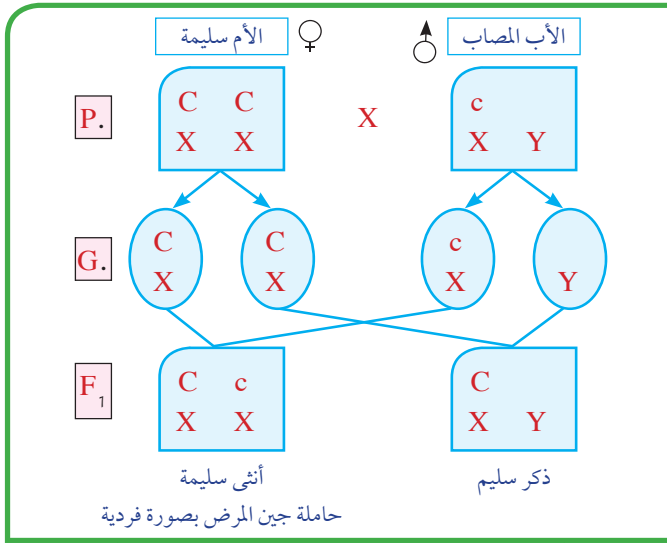 الأب المصاب ♂ ♀ الأم سليمة
P.
C C X c
X X X Y
G.
C C c
X X X Y
F1
C c C
X X X Y
ذكر سليم أنثى سليمة
حاملة جين المرض بصورة فردية